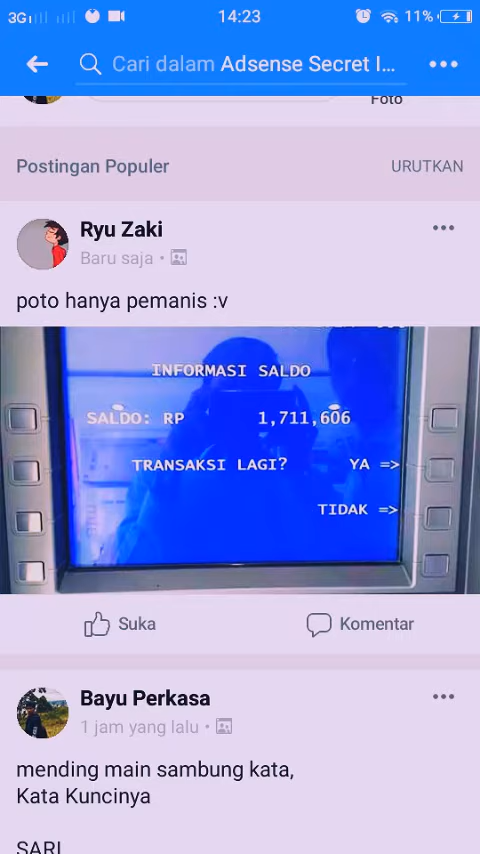 3G
14:23
11%
Cari dalam Adsense Secret I...
Foto
Postingan Populer
URUTKAN
Ryu Zaki
Baru saja
poto hanya pemanis :v
INFORMASI SALDO
SALDO: RP 1,711,606
TRANSAKSI LAGI? YA =>
TIDAK =>
Suka
Komentar
Bayu Perkasa
1 jam yang lalu
mending main sambung kata,
Kata Kuncinya
SARI